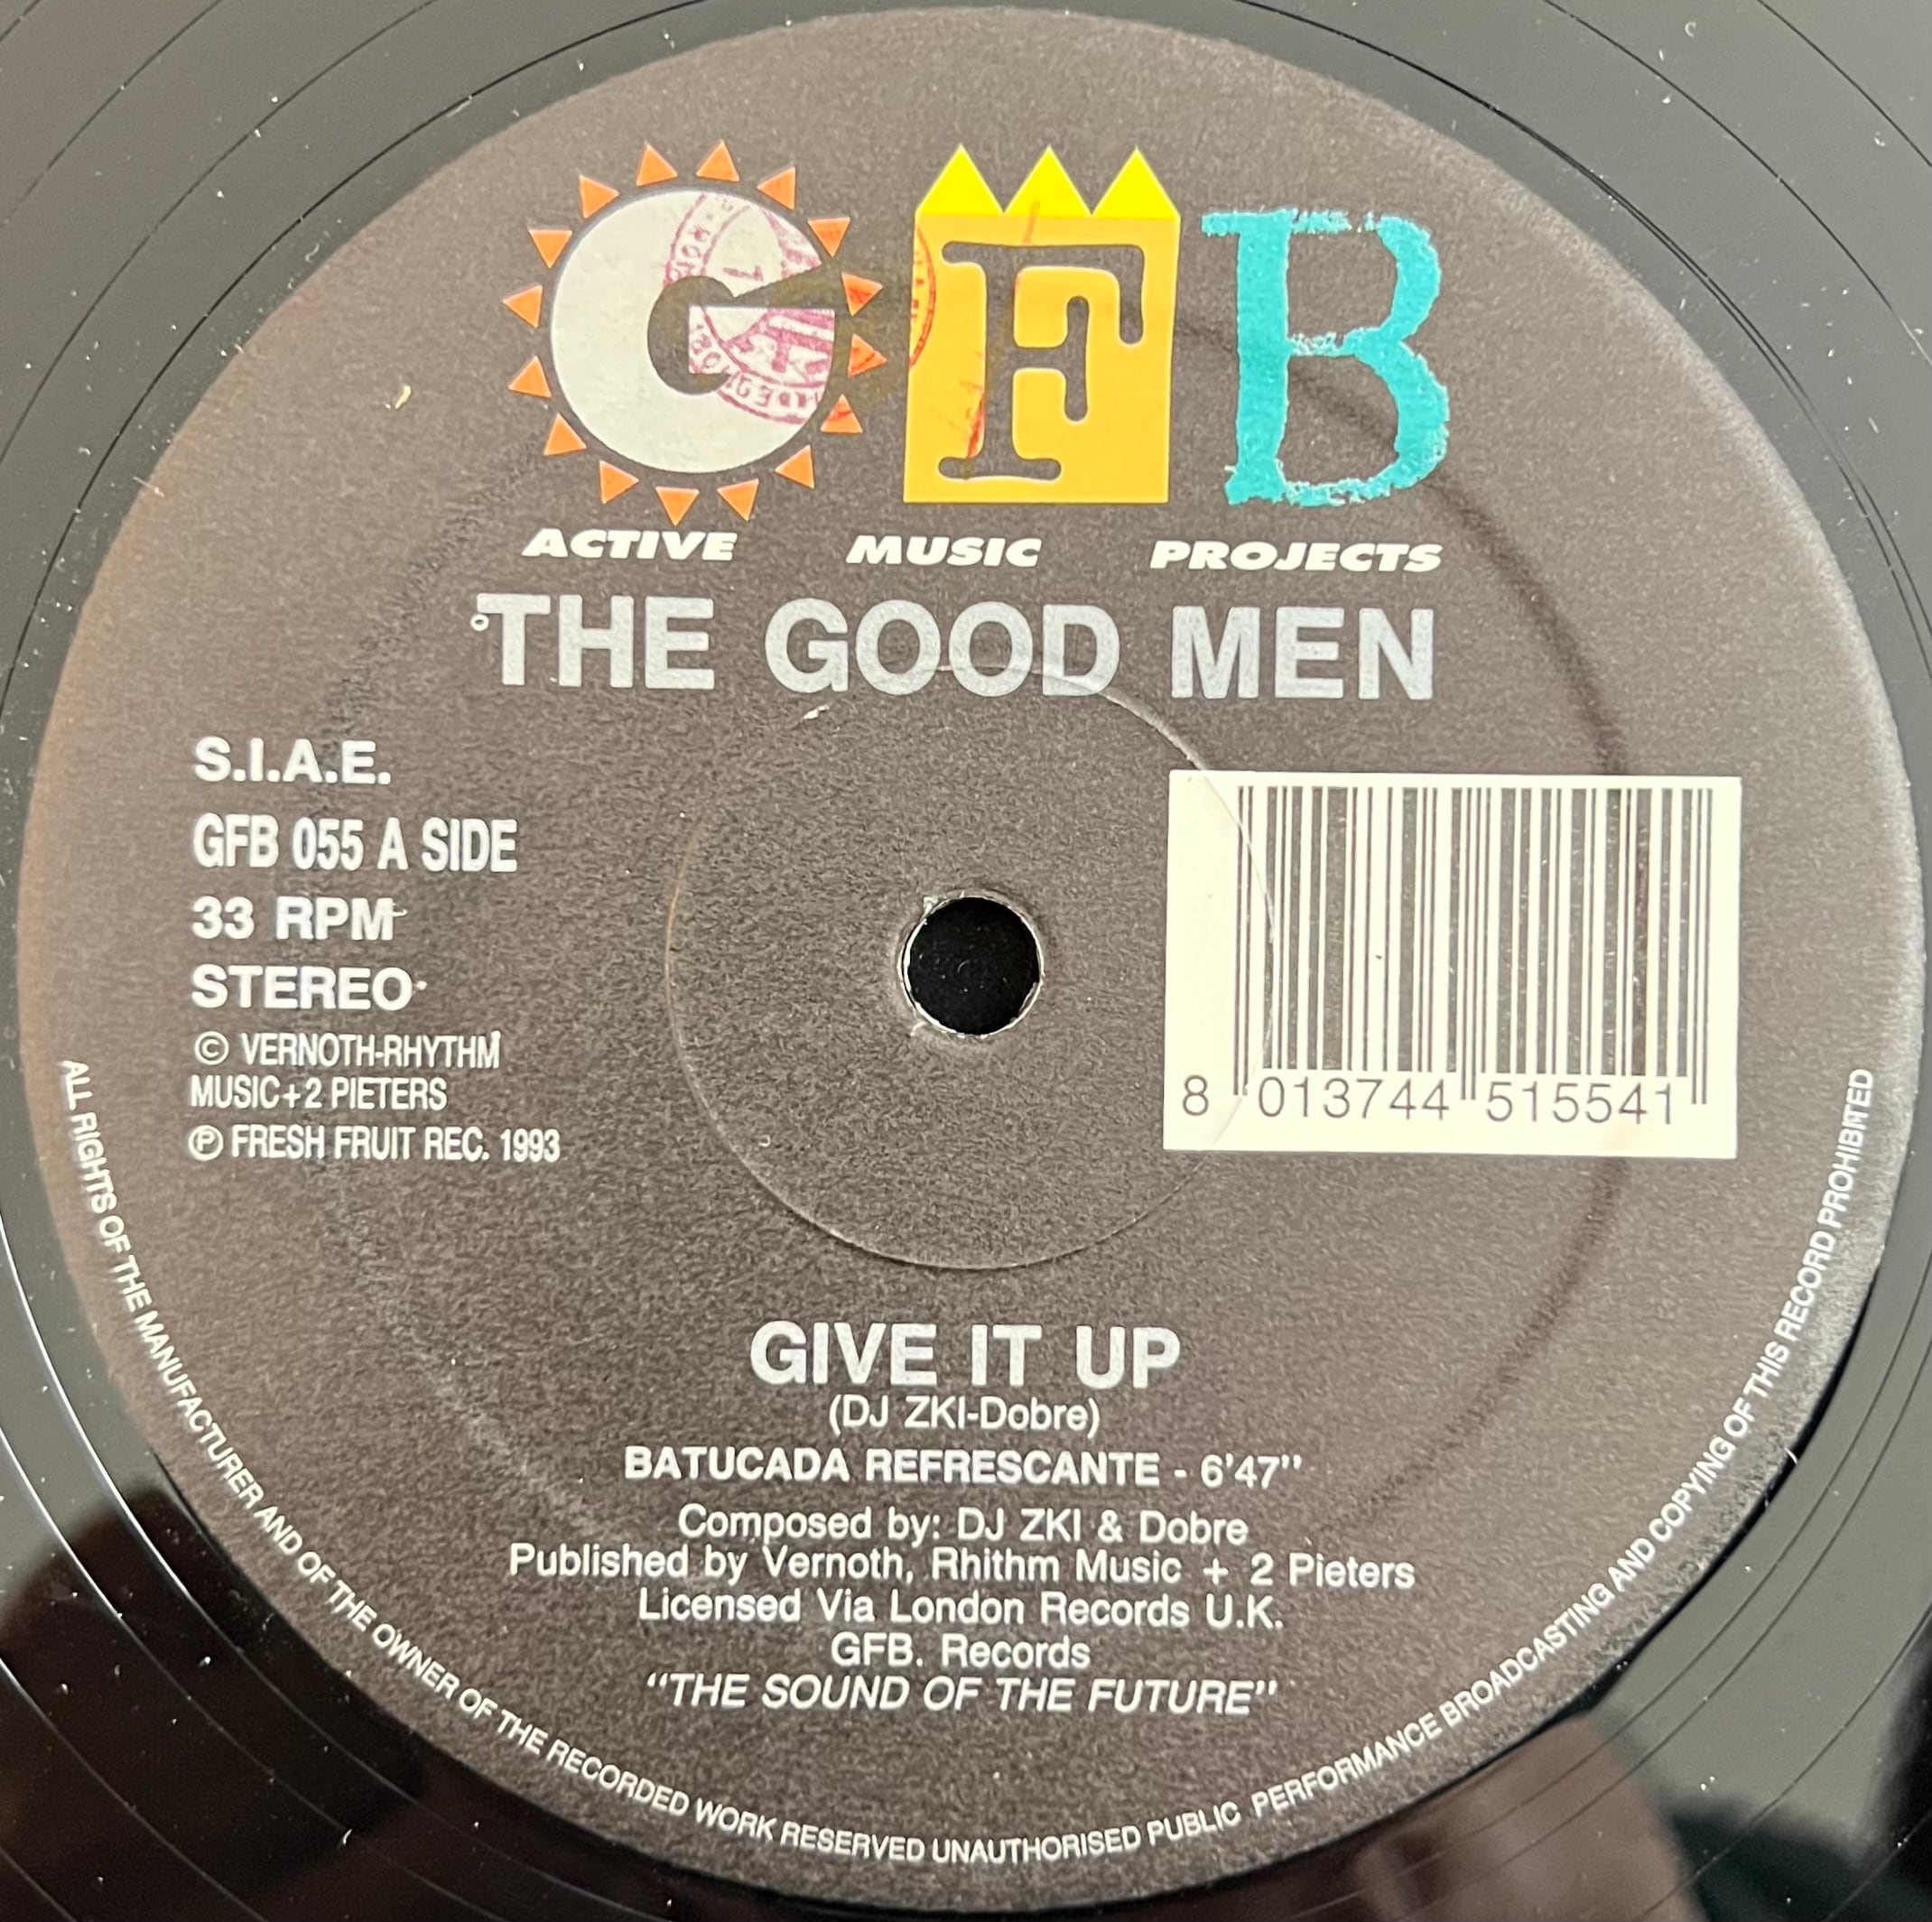 GFB
ACTIVE MUSIC PROJECTS
THE GOOD MEN
S.I.A.E.
GFB 055 A SIDE
33 RPM
STEREO
© VERNOTH-RHYTHM
MUSIC+2 PIETERS
Ⓟ FRESH FRUIT REC. 1993
8 013744 515541
GIVE IT UP
(DJ ZKI-Dobre)
BATUCADA REFRESCANTE - 6'47"
Composed by: DJ ZKI & Dobre
Published by Vernoth, Rhithm Music + 2 Pieters
Licensed Via London Records U.K.
GFB. Records
"THE SOUND OF THE FUTURE"
ALL RIGHTS OF THE MANUFACTURER AND OF THE OWNER OF THE RECORDED WORK RESERVED UNAUTHORISED PUBLIC PERFORMANCE BROADCASTING AND COPYING OF THIS RECORD PROHIBITED